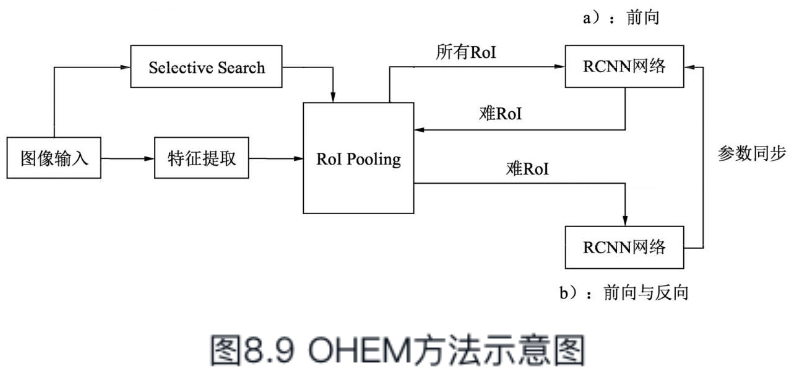 a）：前向
所有RoI
RCNN网络
Selective Search
难RoI
图像输入
特征提取
RoI Pooling
参数同步
难RoI
RCNN网络
b）：前向与反向
图8.9 OHEM方法示意图